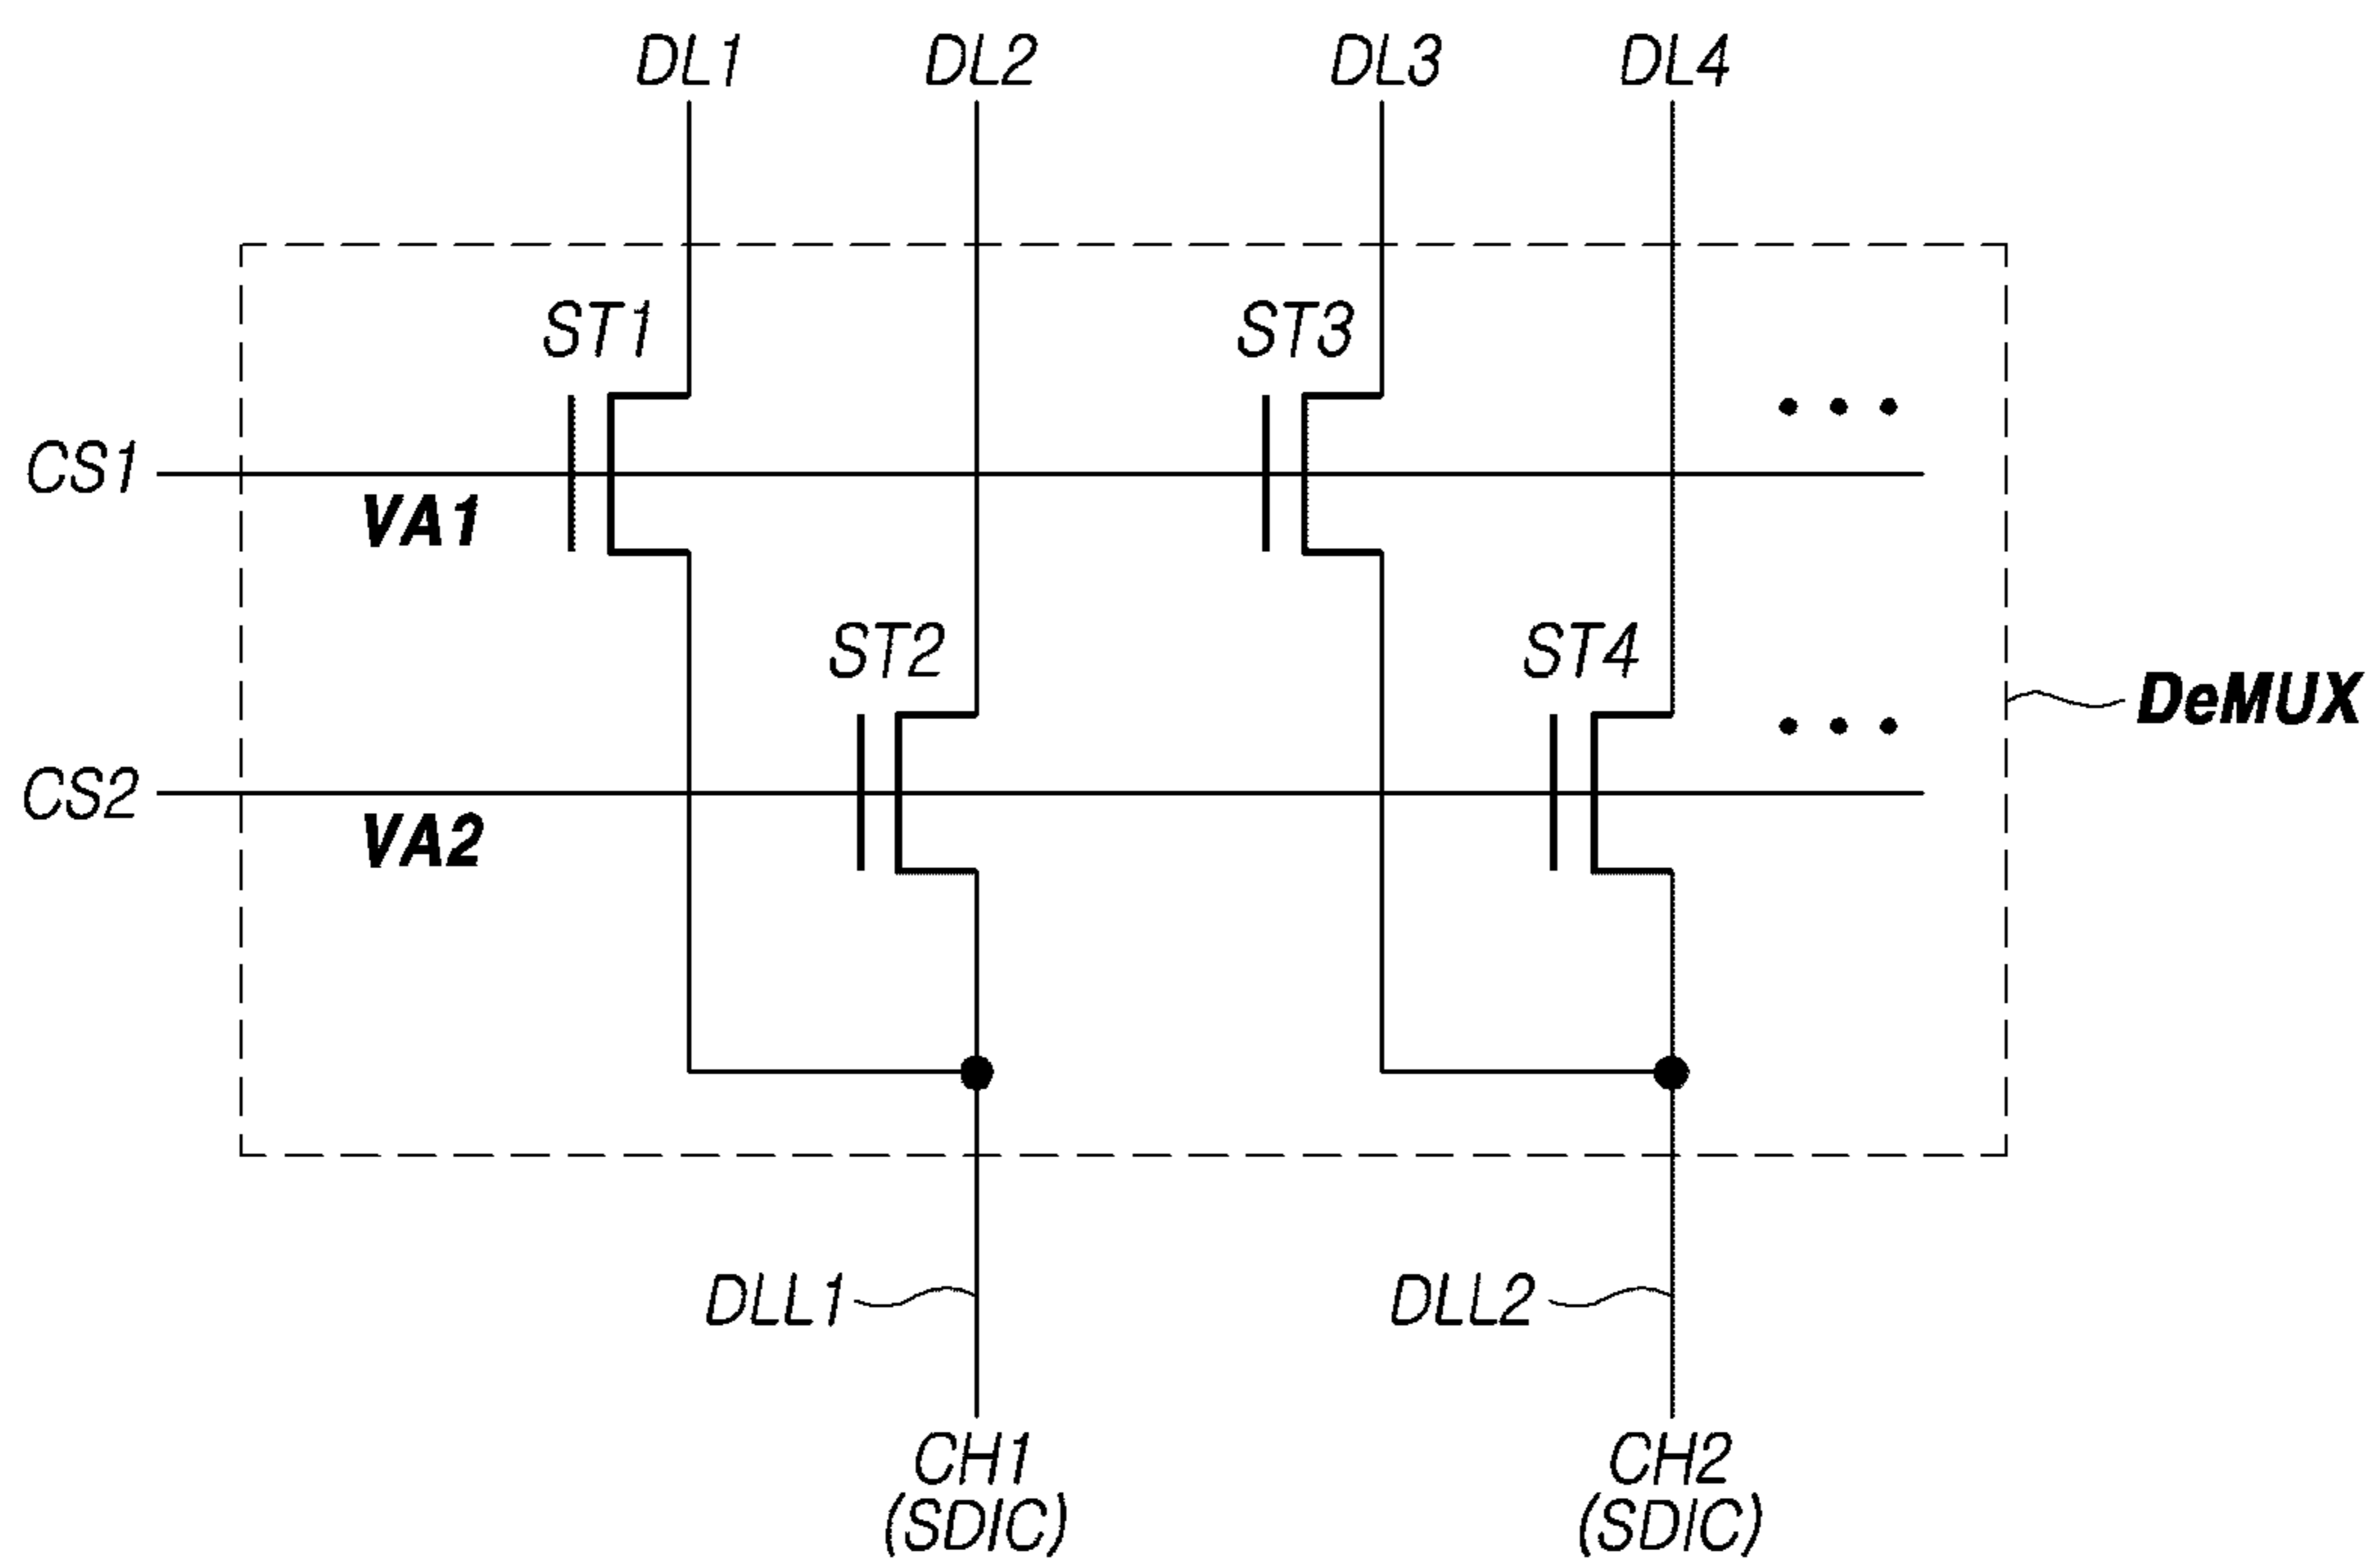 DL1
DL2
DL3
DL4
ST1
ST3
CS1
VA1
ST2
ST4
DeMUX
CS2
VA2
DLL1
DLL2
CH1
(SDIC)
CH2
(SDIC)